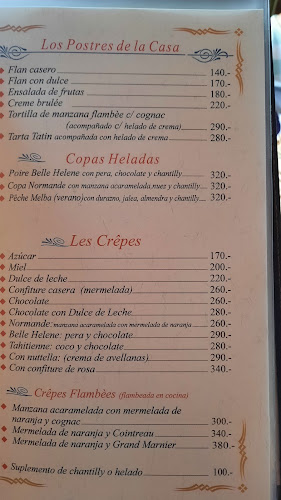 Los Postres de la Casa
Flan casero 140.-
Flan con dulce 170.-
Ensalada de frutas 180.-
Creme brulée 220.-
Tortilla de manzana flambèe c/ cognac
(acompañado c/ helado de crema) 290,-
Tarta Tatin acompañada con helado de crema 280.-
Copas Heladas
Poire Belle Helene con pera, chocolate y chantilly 320.-
Copa Normande con manzana acaramelada,nues y chantilly 320.-
Pêche Melba (verano) con durazno, jalea, almendra y chantilly 320.-
Les Crêpes
Azúcar 170.-
Miel 200.-
Dulce de leche 220.-
Confiture casera (mermelada) 260.-
Chocolate 260.-
Chocolate con Dulce de Leche 280.-
Normande: manzana acaramelada con mermelada de naranja 260.-
Belle Helene: pera y chocolate 290.-
Tahitienne: coco y chocolate 280.-
Con nuttella: (crema de avellanas) 290.-
Con confiture de rosa 340.-
Crêpes Flambèes (flambeada en cocina)
Manzana acaramelada con mermelada de
naranja y cognac 300.-
Mermelada de naranja y Cointreau 340.-
Mermelada de naranja y Grand Marnier 380.-
Suplemento de chantilly o helado 100.-